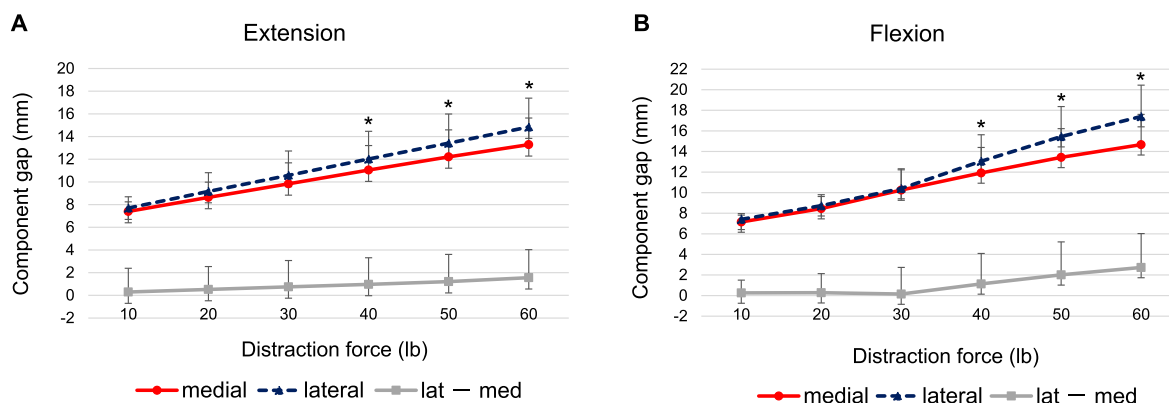 A
Extension
Component gap (mm)
20
18
16
14
12
10
8
6
4
2
0
-2
* * *
10 20 30 40 50 60
Distraction force (lb)
medial lateral lat — med
B
Flexion
Component gap (mm)
22
20
18
16
14
12
10
8
6
4
2
0
-2
* * *
10 20 30 40 50 60
Distraction force (lb)
medial lateral lat — med